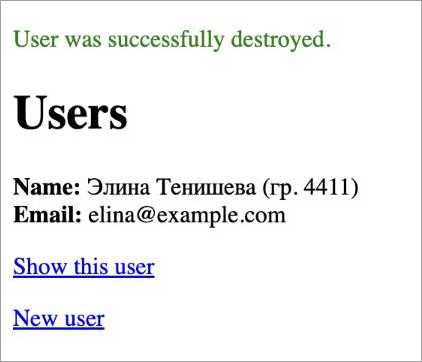 User was successfully destroyed.
Users
Name: Элина Тенишева (гр. 4411)
Email: elina@example.com
Show this user
New user